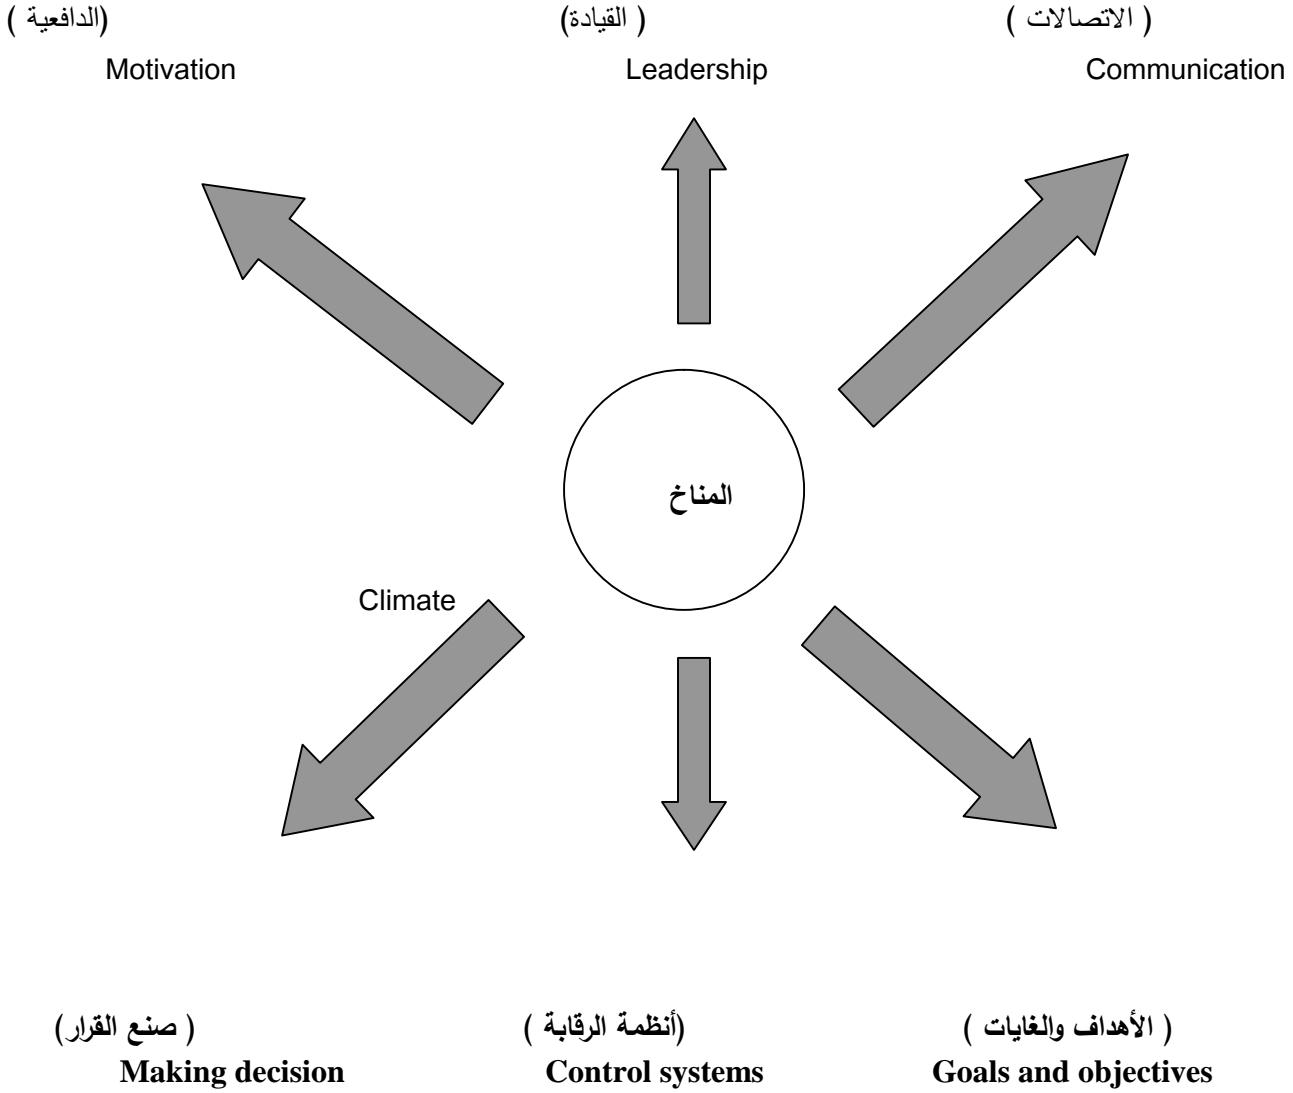 ( الاتصالات )
( القيادة)
(الدافعية )
Motivation
Leadership
Communication
المناخ
Climate
( الأهداف والغايات )
(أنظمة الرقابة )
( صنع القرار)
Making decision
Control systems
Goals and objectives